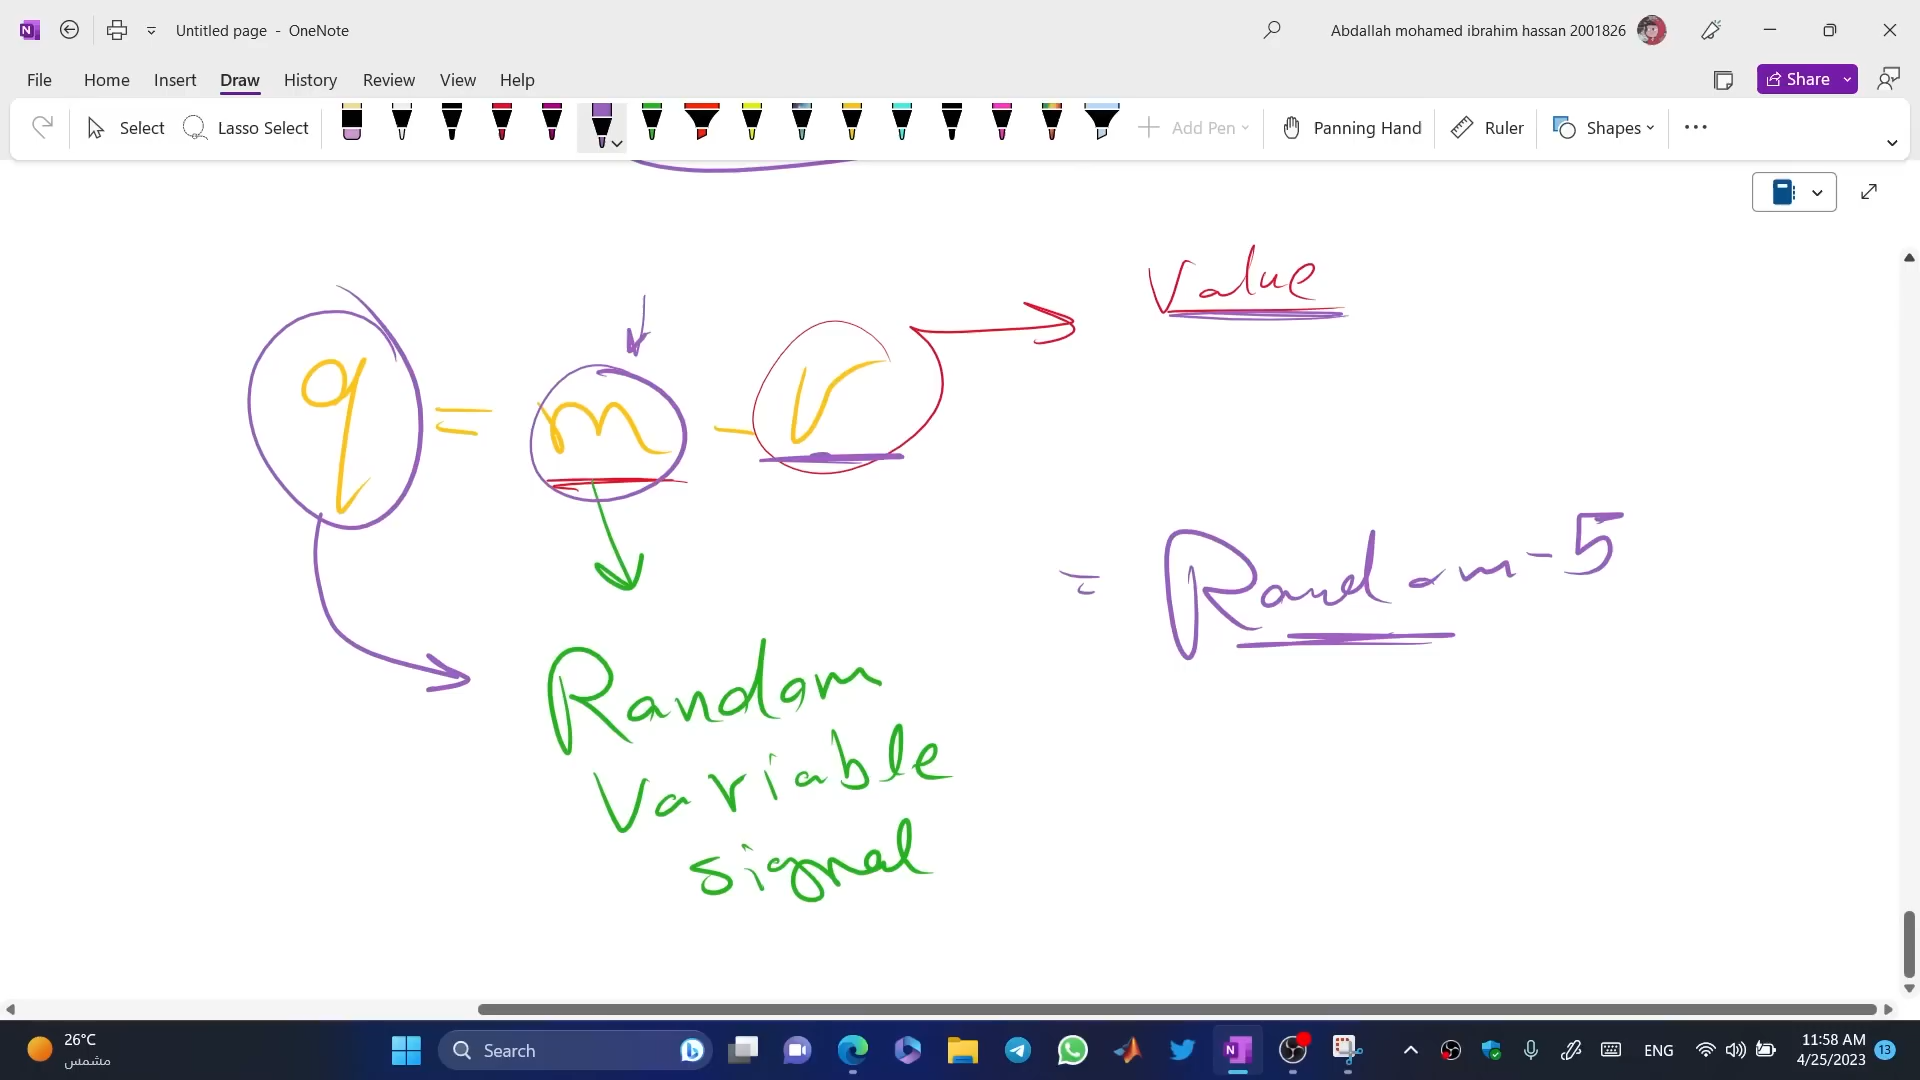 Untitled page - OneNote
Abdallah mohamed ibrahim hassan 2001826
File Home Insert Draw History Review View Help
Share
Select
Lasso Select
Add Pen
Panning Hand
Ruler
Shapes
Value
q = m - v
= Random - 5
Random
Variable
signal
26°C
مشمس
Search
ENG
11:58 AM
4/25/2023
13